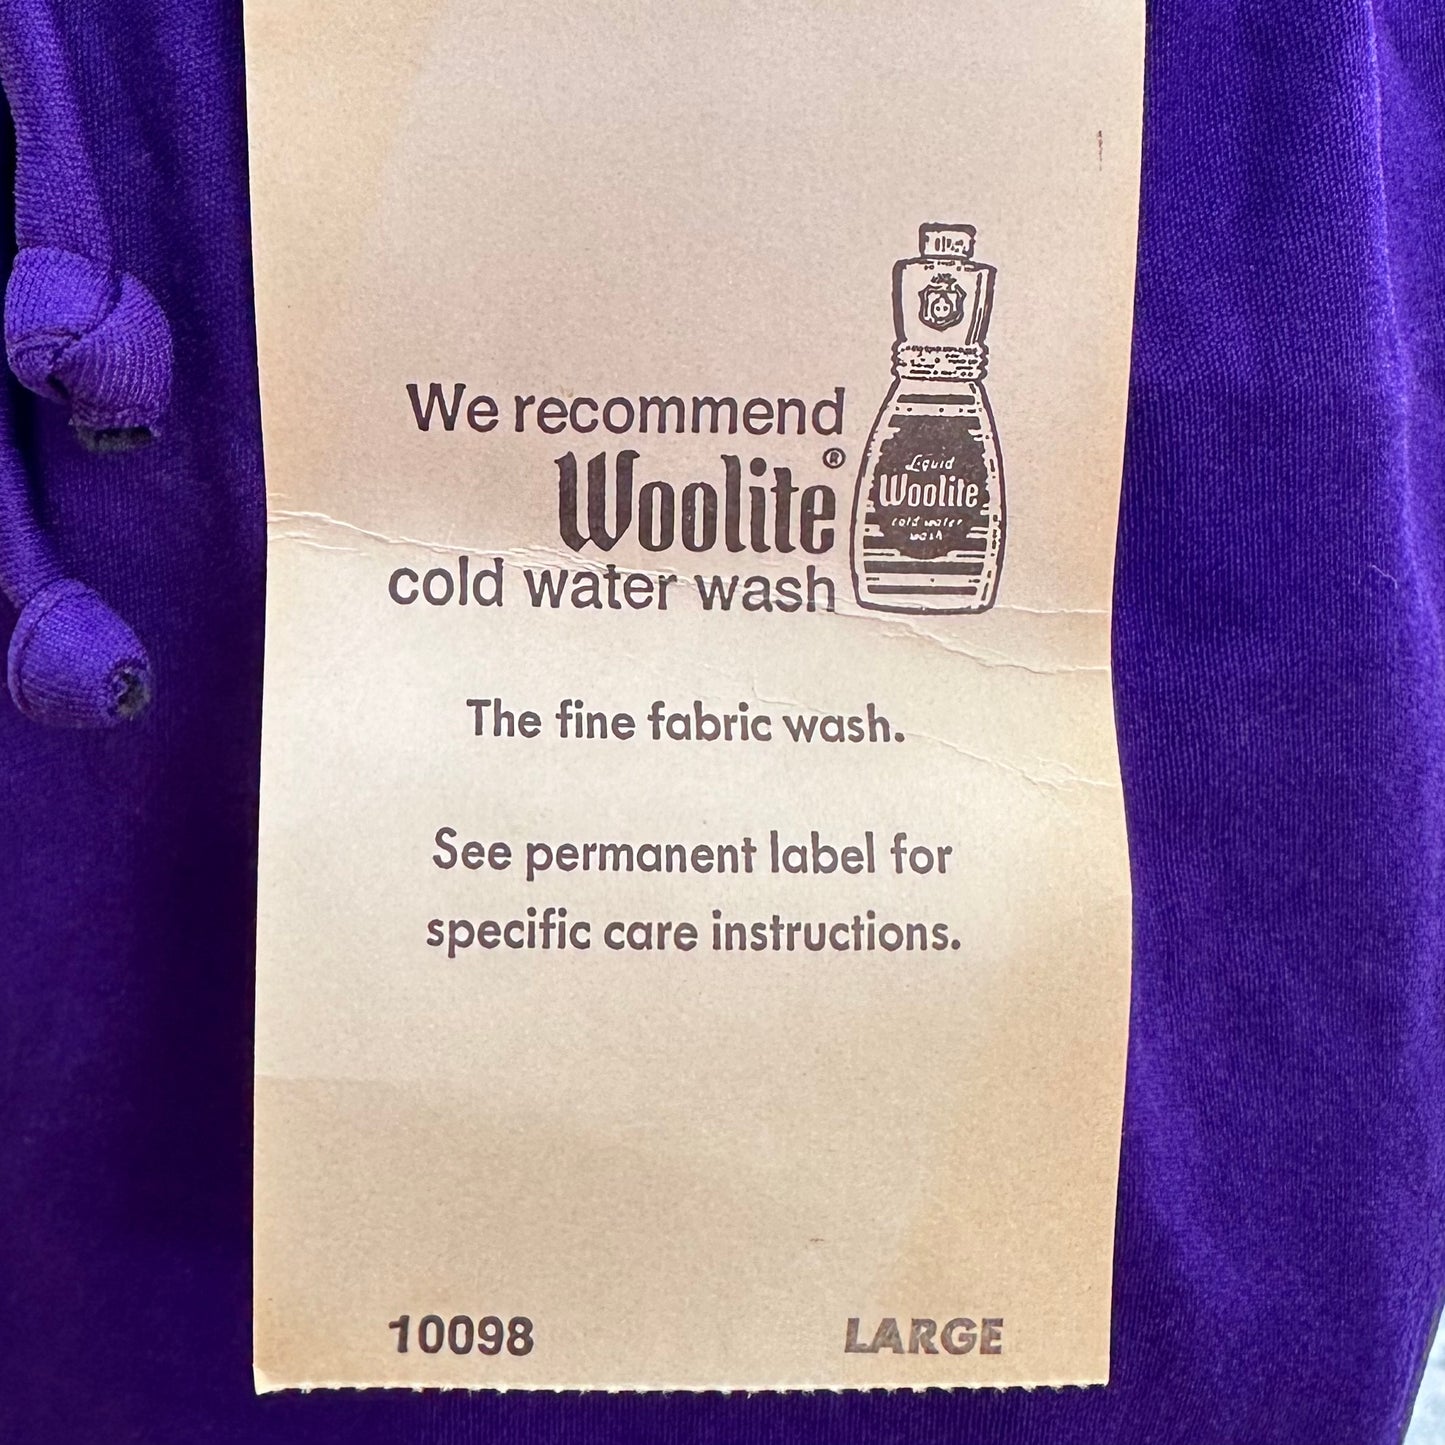 We recommend
Woolite®
cold water wash
Liquid
Woolite
cold water
wash
The fine fabric wash.
See permanent label for
specific care instructions.
10098 LARGE